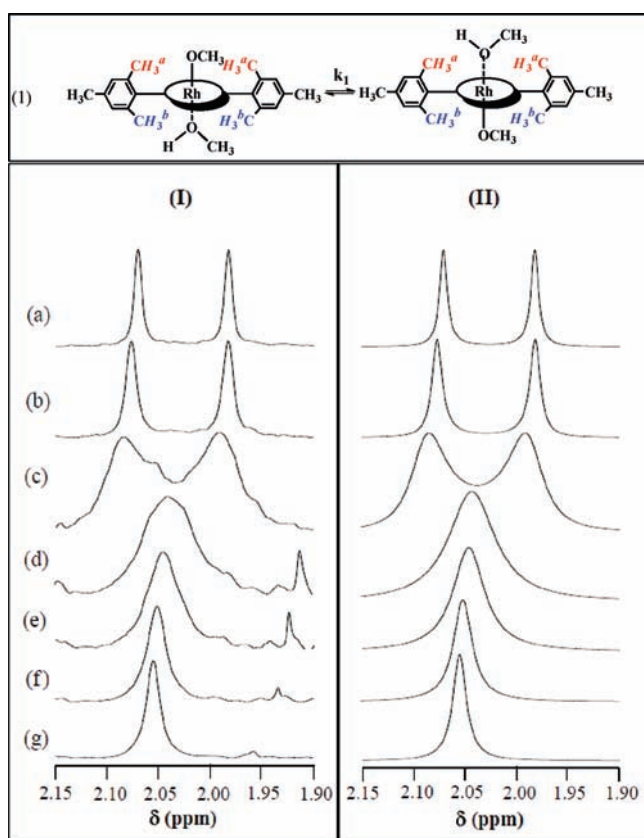 (1)
OCH₃
CH₃ᵃ H₃ᵃC
H₃C Rh CH₃
CH₃ᵇ H₃ᵇC
O
H CH₃
k₁
H CH₃
O
CH₃ᵃ H₃ᵃC
H₃C Rh CH₃
CH₃ᵇ H₃ᵇC
OCH₃
(I) (II)
(a)
(b)
(c)
(d)
(e)
(f)
(g)
2.15 2.10 2.05 2.00 1.95 1.90 2.15 2.10 2.05 2.00 1.95 1.90
δ (ppm) δ (ppm)